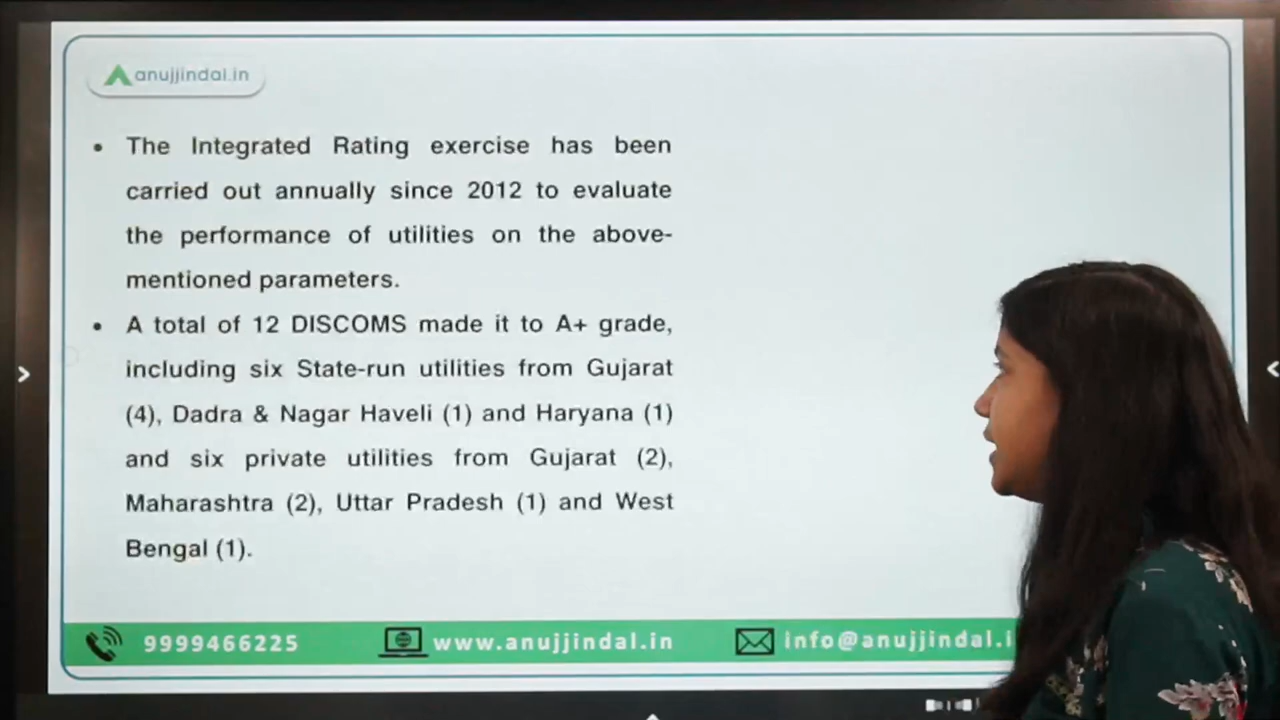 anujjindal.in
• The Integrated Rating exercise has been
carried out annually since 2012 to evaluate
the performance of utilities on the above-
mentioned parameters.
• A total of 12 DISCOMS made it to A+ grade,
including six State-run utilities from Gujarat
(4), Dadra & Nagar Haveli (1) and Haryana (1)
and six private utilities from Gujarat (2),
Maharashtra (2), Uttar Pradesh (1) and West
Bengal (1).
9999466225 www.anujjindal.in info@anujjindal.i